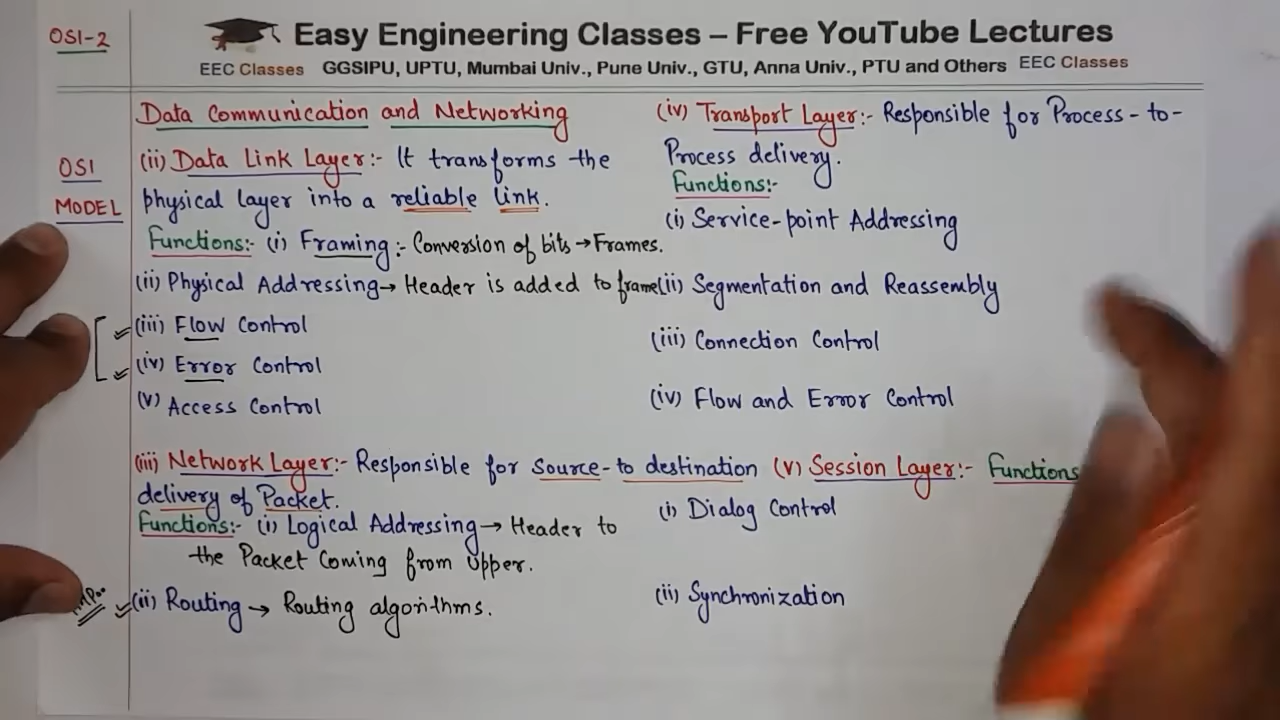 OSI-2
Easy Engineering Classes – Free YouTube Lectures
EEC Classes GGSIPU, UPTU, Mumbai Univ., Pune Univ., GTU, Anna Univ., PTU and Others EEC Classes
OSI
MODEL
Data Communication and Networking
(ii) Data Link Layer:- It transforms the
physical layer into a reliable link.
Functions:- (i) Framing:- Conversion of bits→Frames.
(ii) Physical Addressing→ Header is added to frame
(iii) Flow Control
(iv) Error Control
(v) Access Control
(iii) Network Layer:- Responsible for Source-to destination
delivery of Packet.
Functions:- (i) Logical Addressing→ Header to
the Packet Coming from Upper.
(ii) Routing → Routing algorithms.
(iv) Transport Layer:- Responsible for Process-to-
Process delivery.
Functions:-
(i) Service-point Addressing
(ii) Segmentation and Reassembly
(iii) Connection Control
(iv) Flow and Error Control
(v) Session Layer:- Functions
(i) Dialog Control
(ii) Synchronization